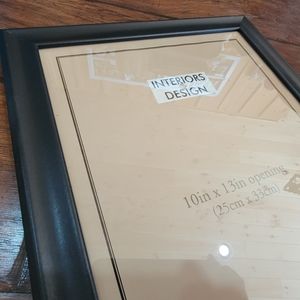 INTERIORS
DESIGN
10in x 13in opening
(25cm x 33cm)